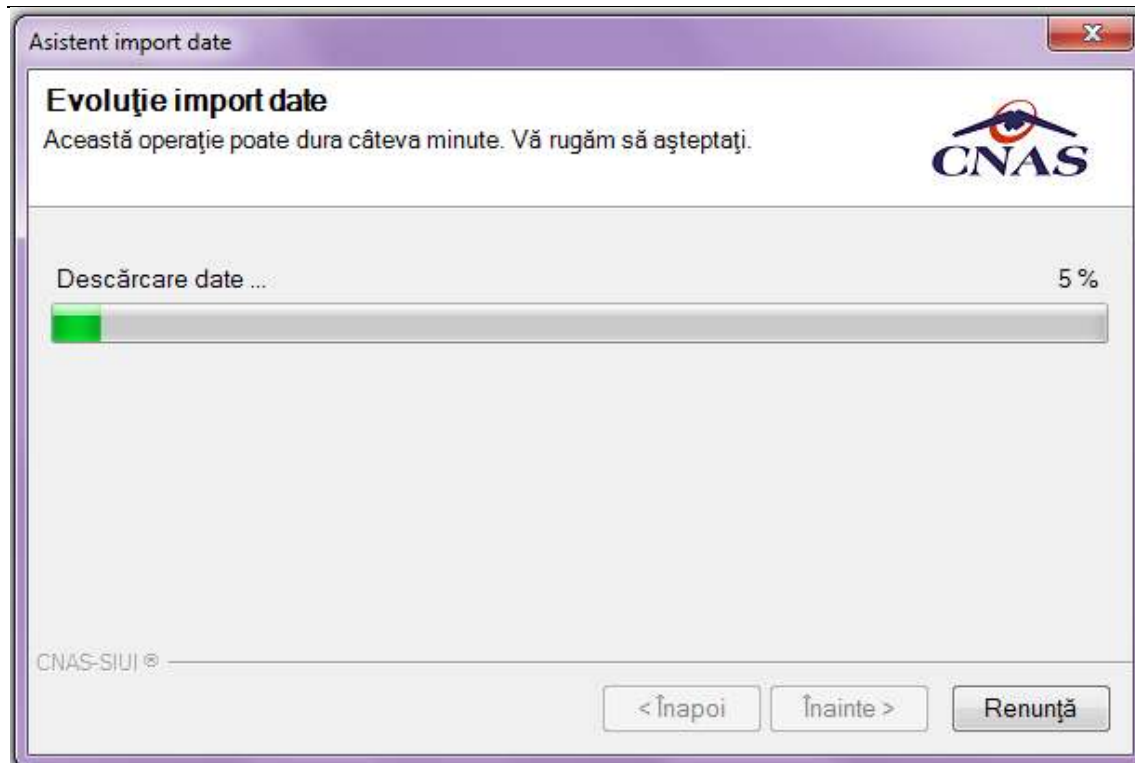 Asistent import date
Evoluţie import date
Această operaţie poate dura câteva minute. Vă rugăm să aşteptaţi.
CNAS
Descărcare date ... 5 %
CNAS-SIUI ®
< Înapoi Înainte > Renunţă